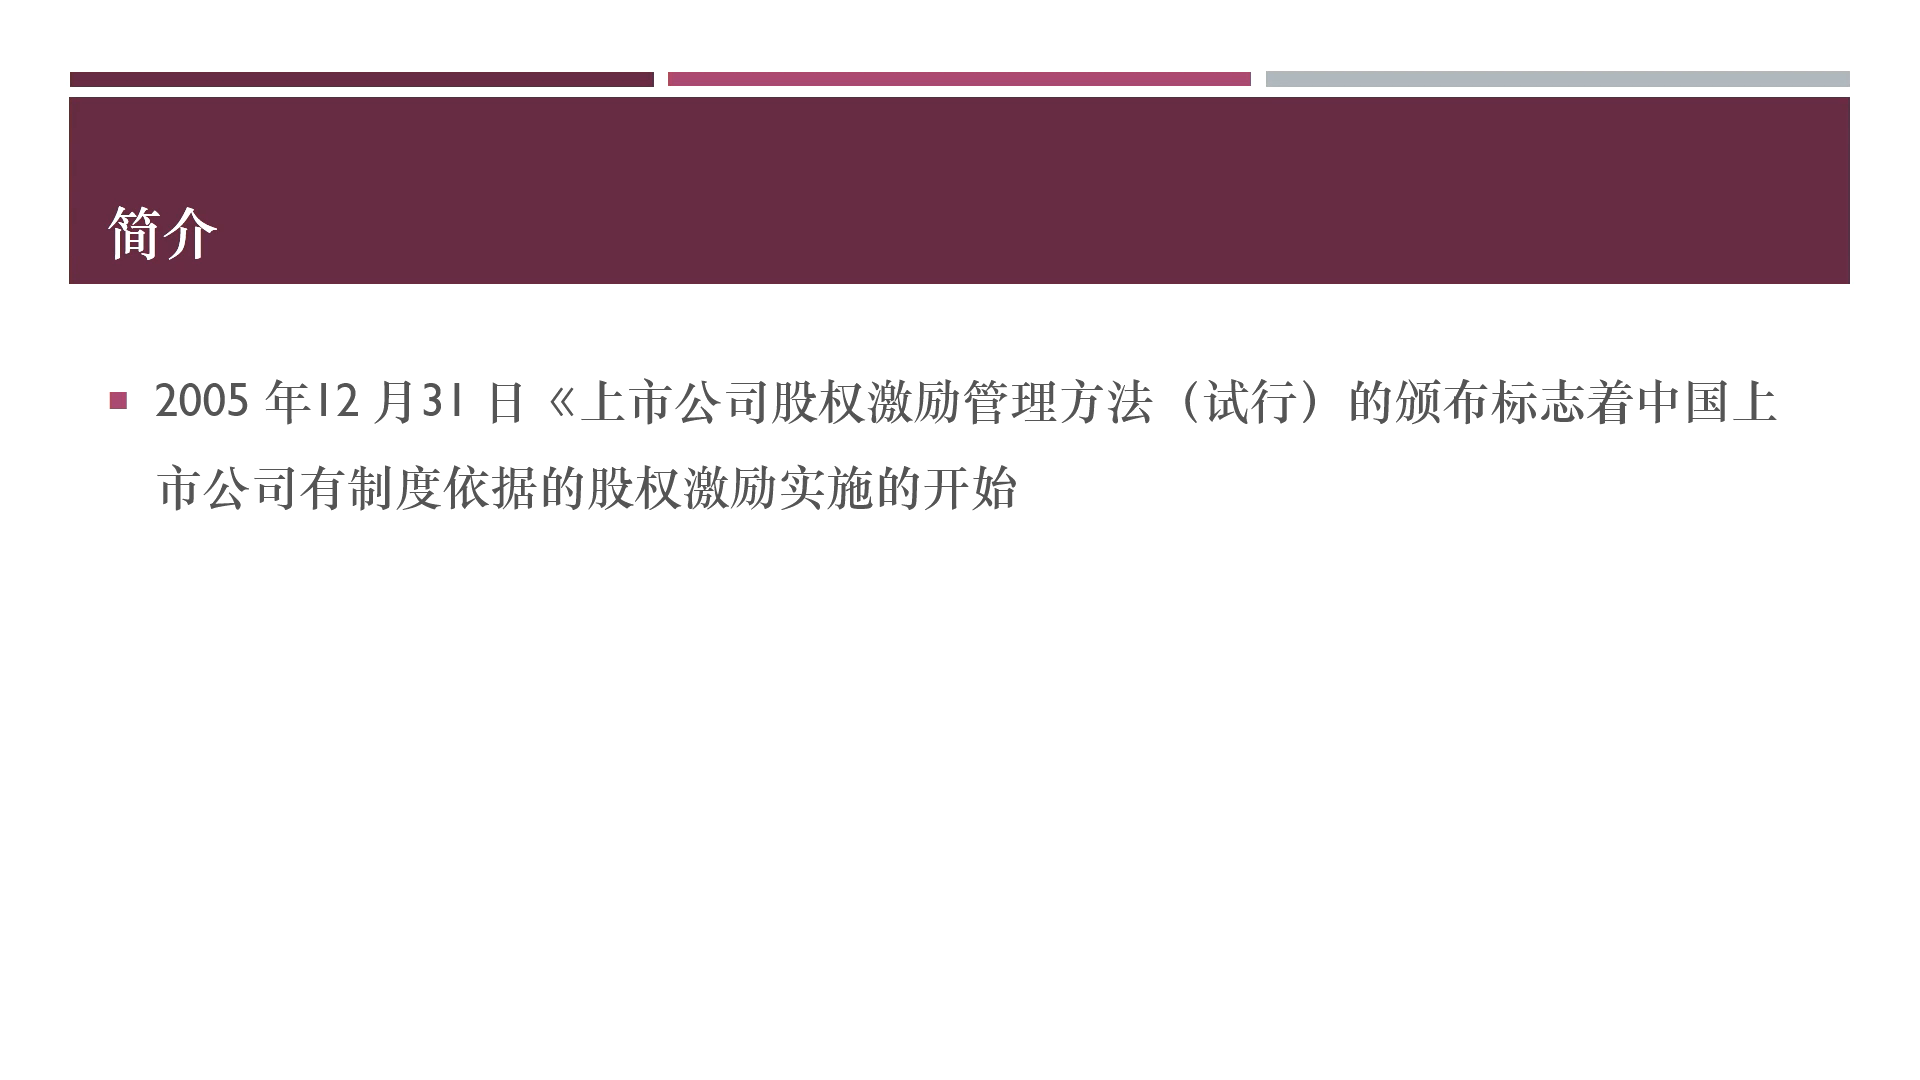 简介
2005 年12 月31 日《上市公司股权激励管理方法（试行）的颁布标志着中国上
市公司有制度依据的股权激励实施的开始